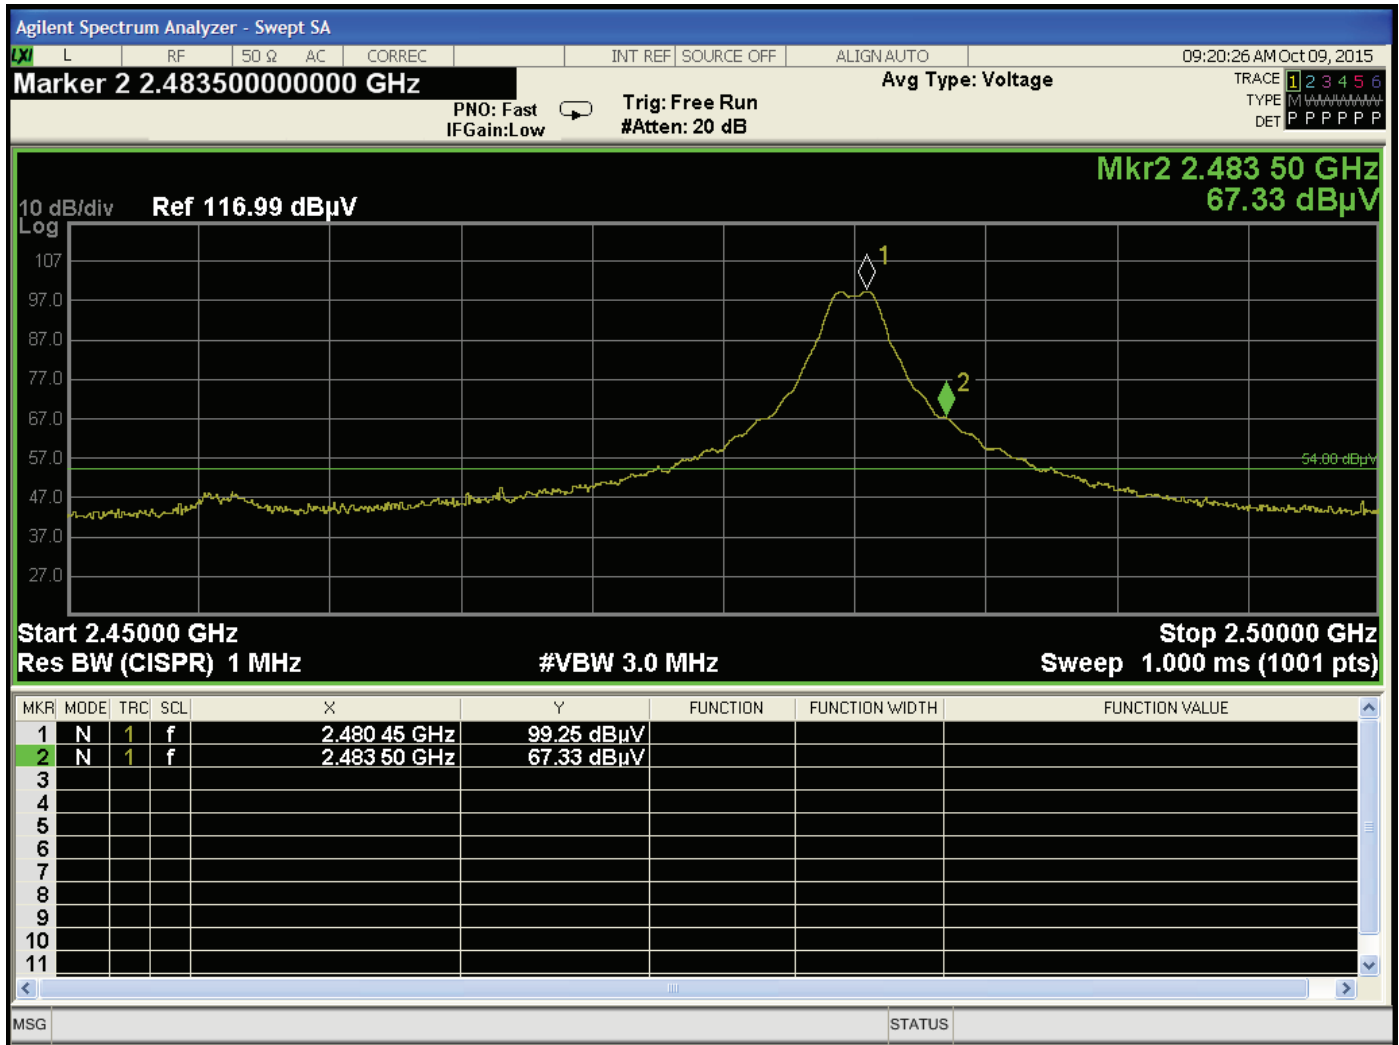 Agilent Spectrum Analyzer - Swept SA
LXI L RF 50 Ω AC CORREC INT REF SOURCE OFF ALIGN AUTO 09:20:26 AM Oct 09, 2015
Marker 2 2.483500000000 GHz
PNO: Fast
IFGain:Low
Trig: Free Run
#Atten: 20 dB
Avg Type: Voltage
TRACE 1 2 3 4 5 6
TYPE M WWWWW
DET P P P P P P
Mkr2 2.483 50 GHz
67.33 dBµV
10 dB/div Ref 116.99 dBµV
Log
107
97.0
87.0
77.0
67.0
57.0
47.0
37.0
27.0
1
2
54.00 dBµV
Start 2.45000 GHz Stop 2.50000 GHz
Res BW (CISPR) 1 MHz #VBW 3.0 MHz Sweep 1.000 ms (1001 pts)
MKR MODE TRC SCL X Y FUNCTION FUNCTION WIDTH FUNCTION VALUE
1 N 1 f 2.480 45 GHz 99.25 dBµV
2 N 1 f 2.483 50 GHz 67.33 dBµV
3
4
5
6
7
8
9
10
11
MSG STATUS